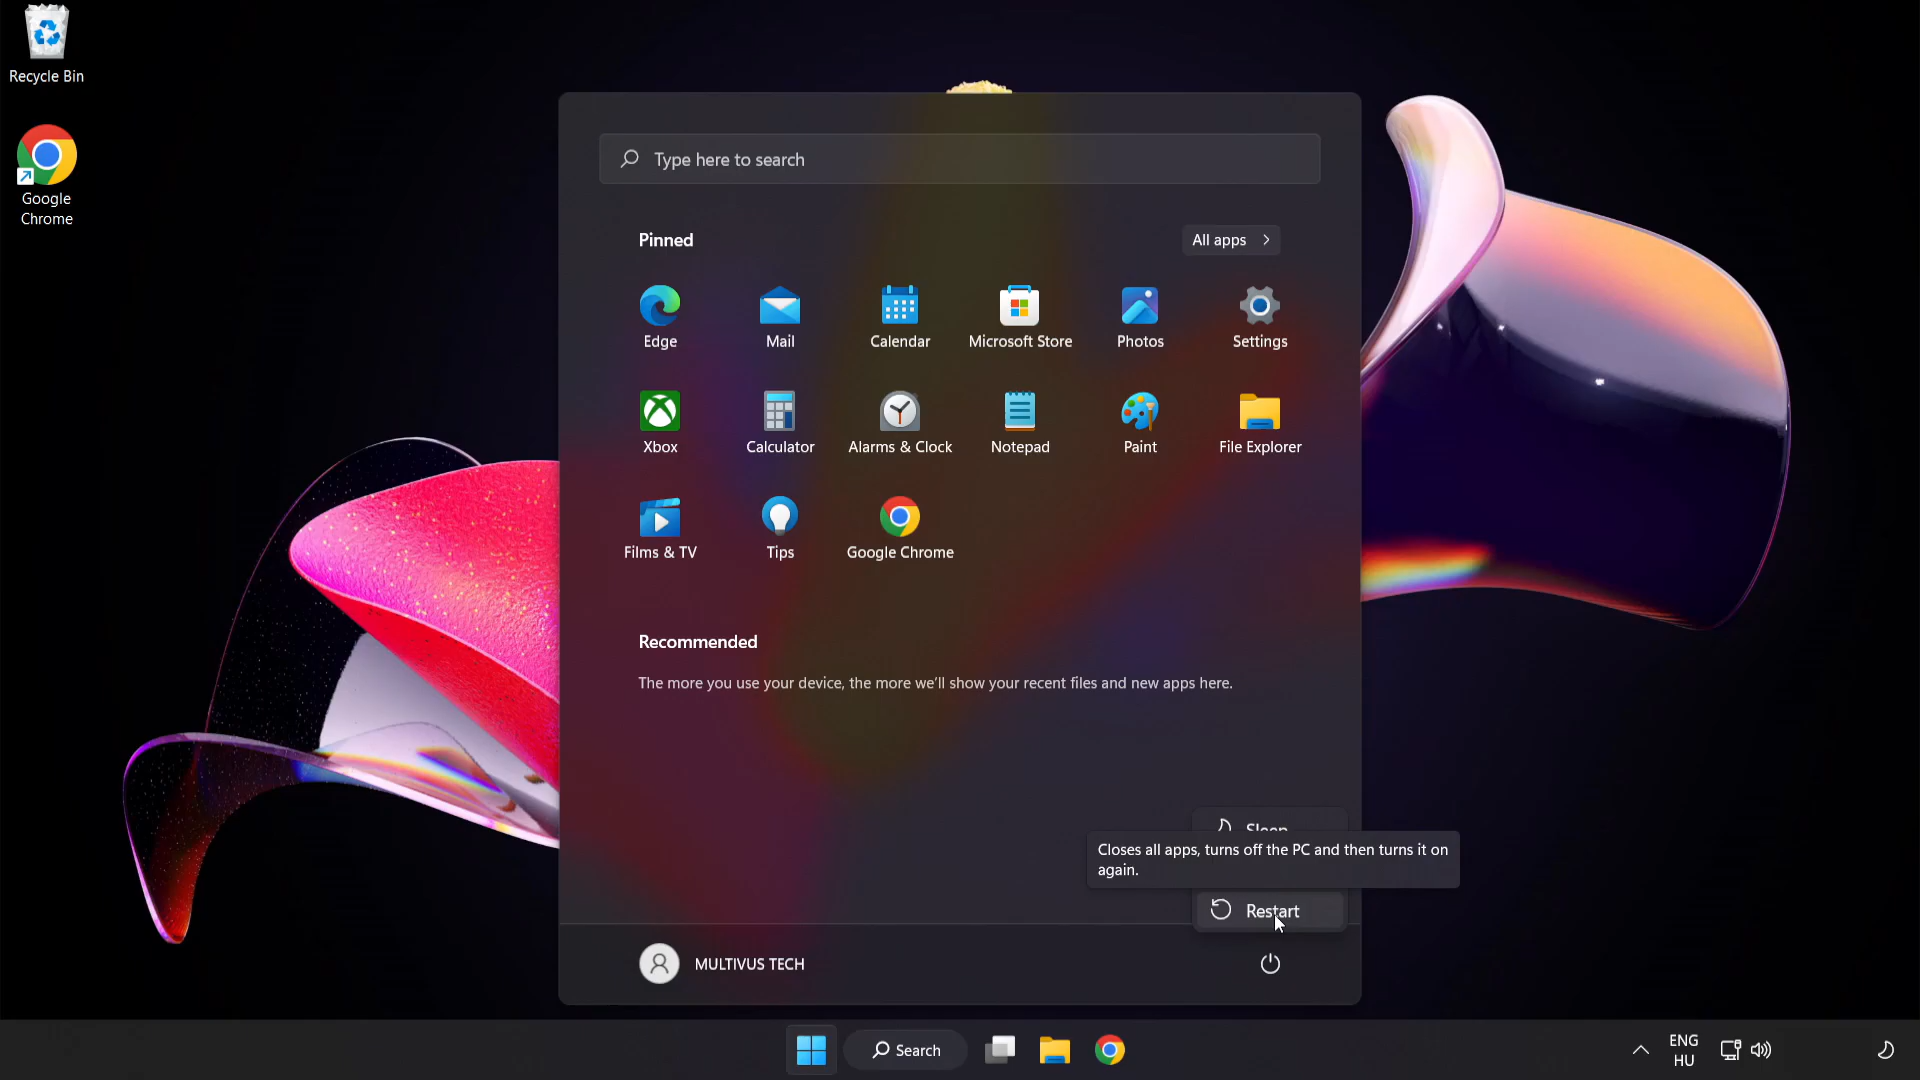 Recycle Bin
Google
Chrome
Type here to search
Pinned
All apps
Edge
Mail
Calendar
Microsoft Store
Photos
Settings
Xbox
Calculator
Alarms & Clock
Notepad
Paint
File Explorer
Films & TV
Tips
Google Chrome
Recommended
The more you use your device, the more we'll show your recent files and new apps here.
Sleep
Closes all apps, turns off the PC and then turns it on
again.
Restart
MULTIVUS TECH
Search
ENG
HU